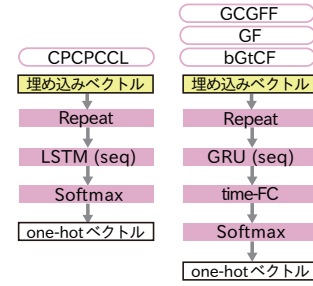 CPCPCCL
埋め込みベクトル
Repeat
LSTM (seq)
Softmax
one-hotベクトル
GCGFF
GF
bGtCF
埋め込みベクトル
Repeat
GRU (seq)
time-FC
Softmax
one-hotベクトル